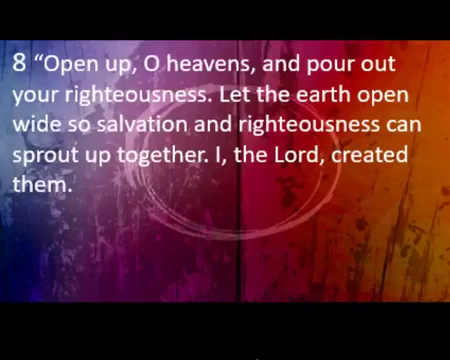 8 “Open up, O heavens, and pour out
your righteousness. Let the earth open
wide so salvation and righteousness can
sprout up together. I, the Lord, created
them.